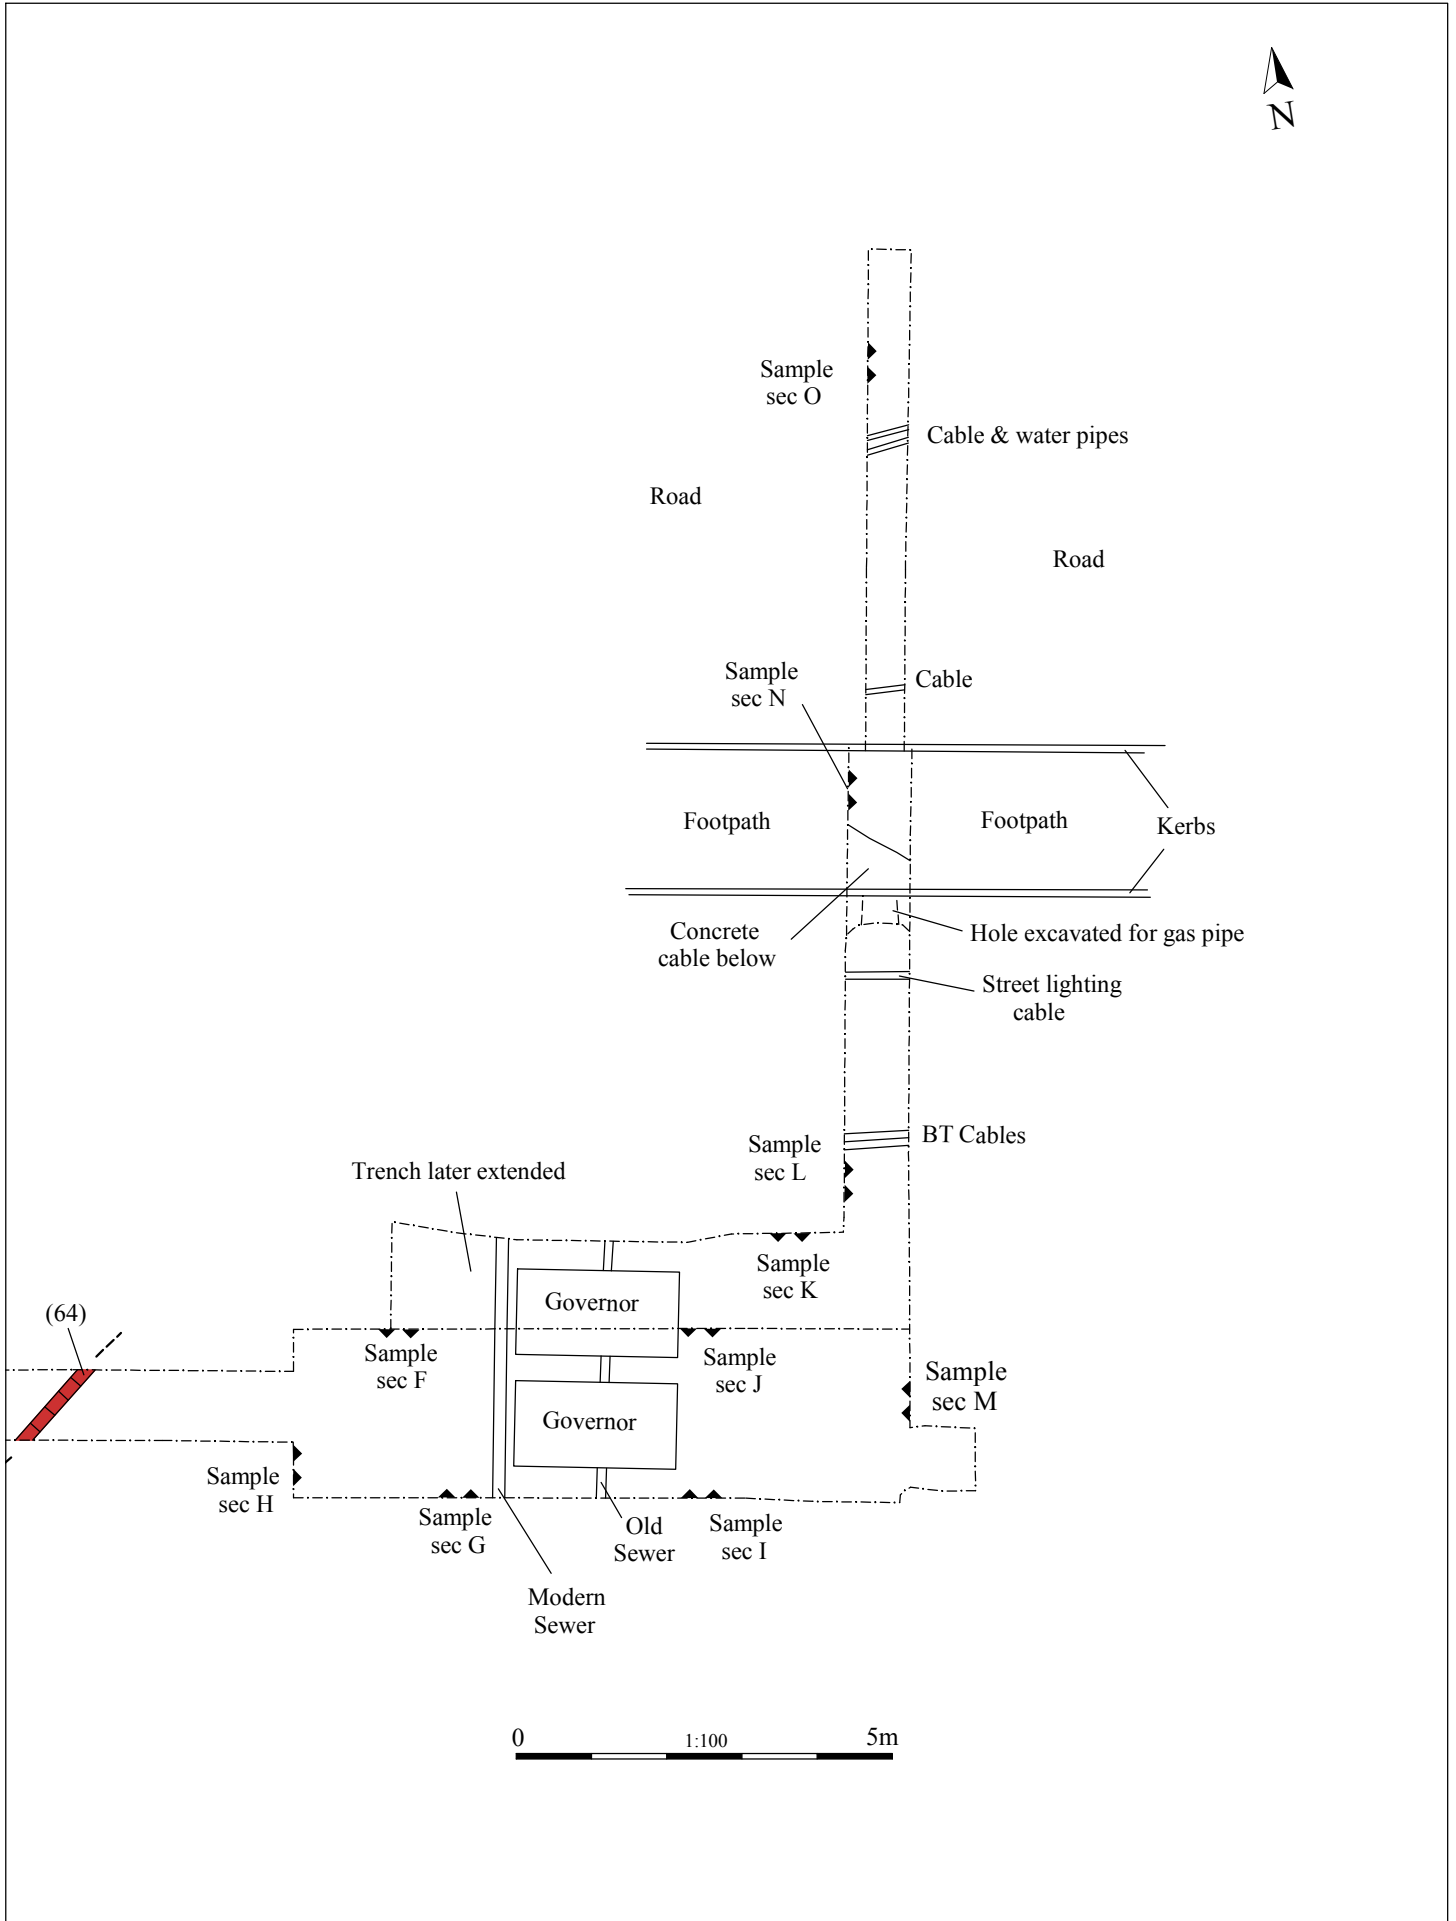 N
Sample
sec O
Cable & water pipes
Road
Road
Sample
sec N
Cable
Footpath
Footpath
Kerbs
Concrete
cable below
Hole excavated for gas pipe
Street lighting
cable
Sample
sec L
BT Cables
Trench later extended
Sample
sec K
Governor
(64)
Sample
sec F
Sample
sec J
Sample
sec M
Governor
Sample
sec H
Sample
sec G
Old
Sewer
Sample
sec I
Modern
Sewer
0
1:100
5m